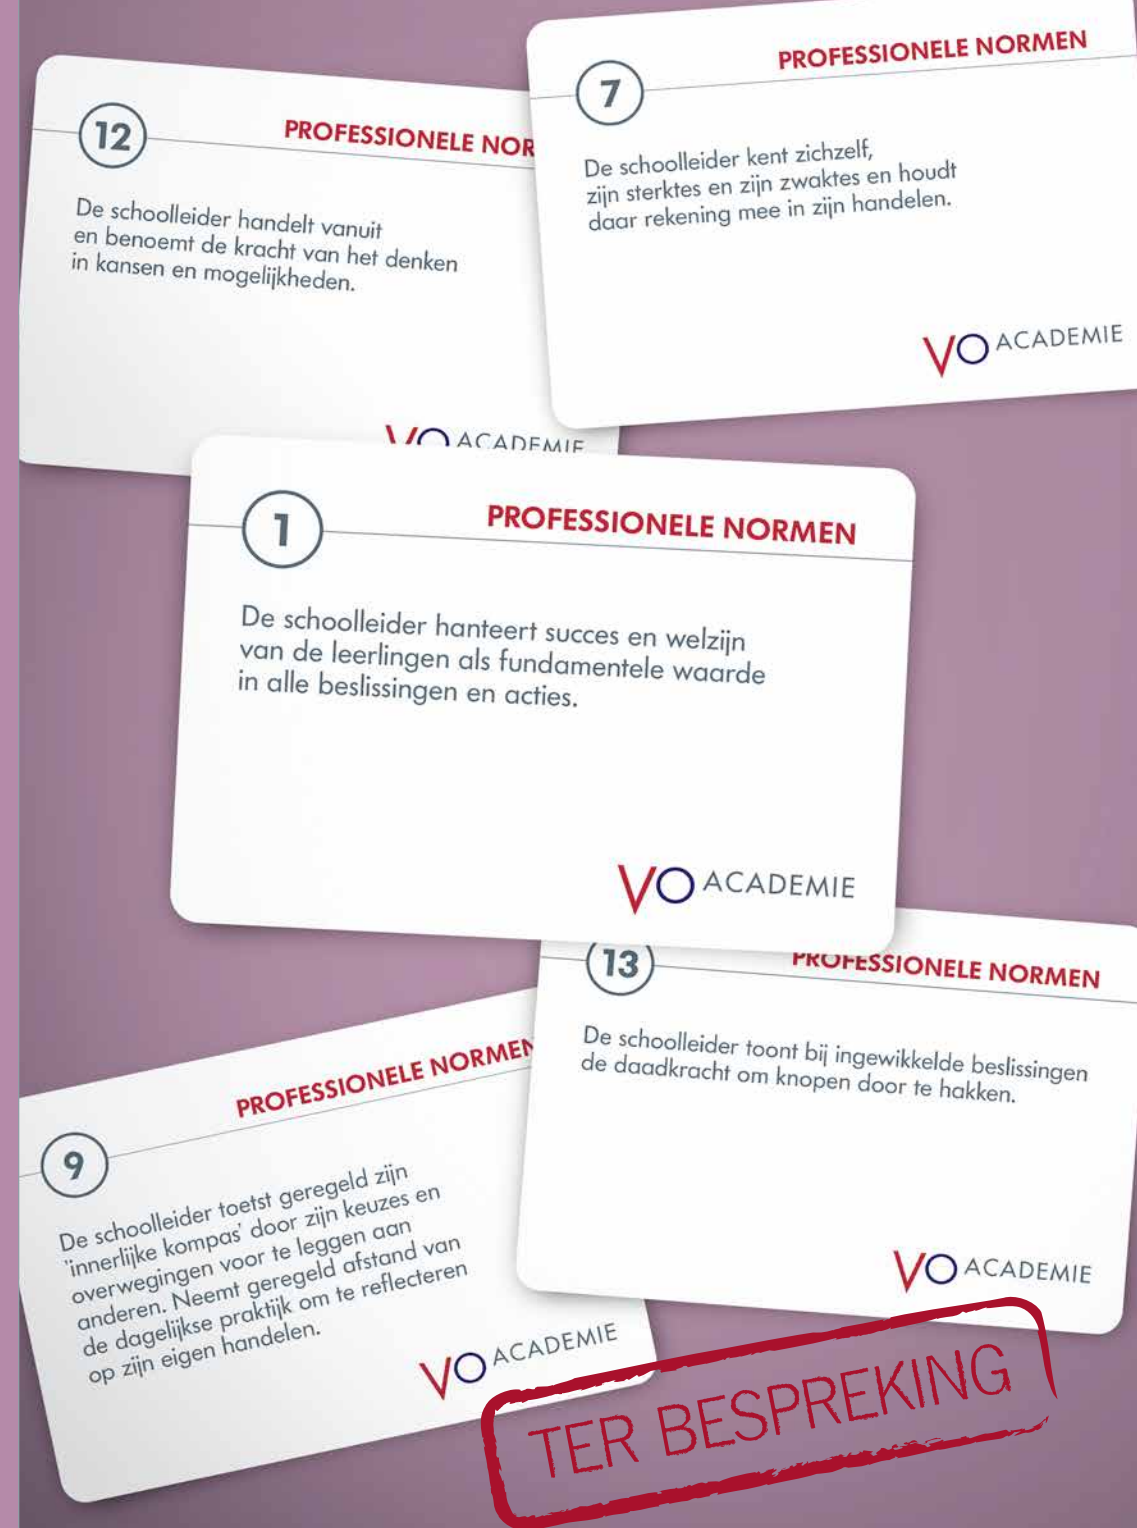 12
PROFESSIONELE NOR
De schoolleider handelt vanuit
en benoemt de kracht van het denken
in kansen en mogelijkheden.
VO ACADEMIE
7
PROFESSIONELE NORMEN
De schoolleider kent zichzelf,
zijn sterktes en zijn zwaktes en houdt
daar rekening mee in zijn handelen.
VO ACADEMIE
1
PROFESSIONELE NORMEN
De schoolleider hanteert succes en welzijn
van de leerlingen als fundamentele waarde
in alle beslissingen en acties.
VO ACADEMIE
13
PROFESSIONELE NORMEN
De schoolleider toont bij ingewikkelde beslissingen
de daadkracht om knopen door te hakken.
VO ACADEMIE
9
PROFESSIONELE NORMEN
De schoolleider toetst geregeld zijn
'innerlijke kompas' door zijn keuzes en
overwegingen voor te leggen aan
anderen. Neemt geregeld afstand van
de dagelijkse praktijk om te reflecteren
op zijn eigen handelen.
VO ACADEMIE
TER BESPREKING